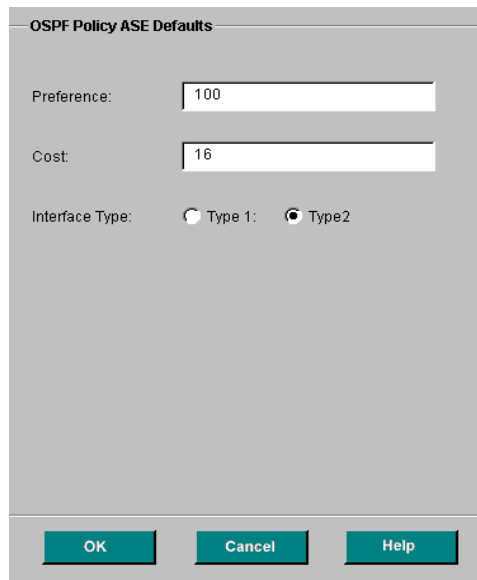 OSPF Policy ASE Defaults
Preference: 100
Cost: 16
Interface Type: Type 1: Type2
OK Cancel Help